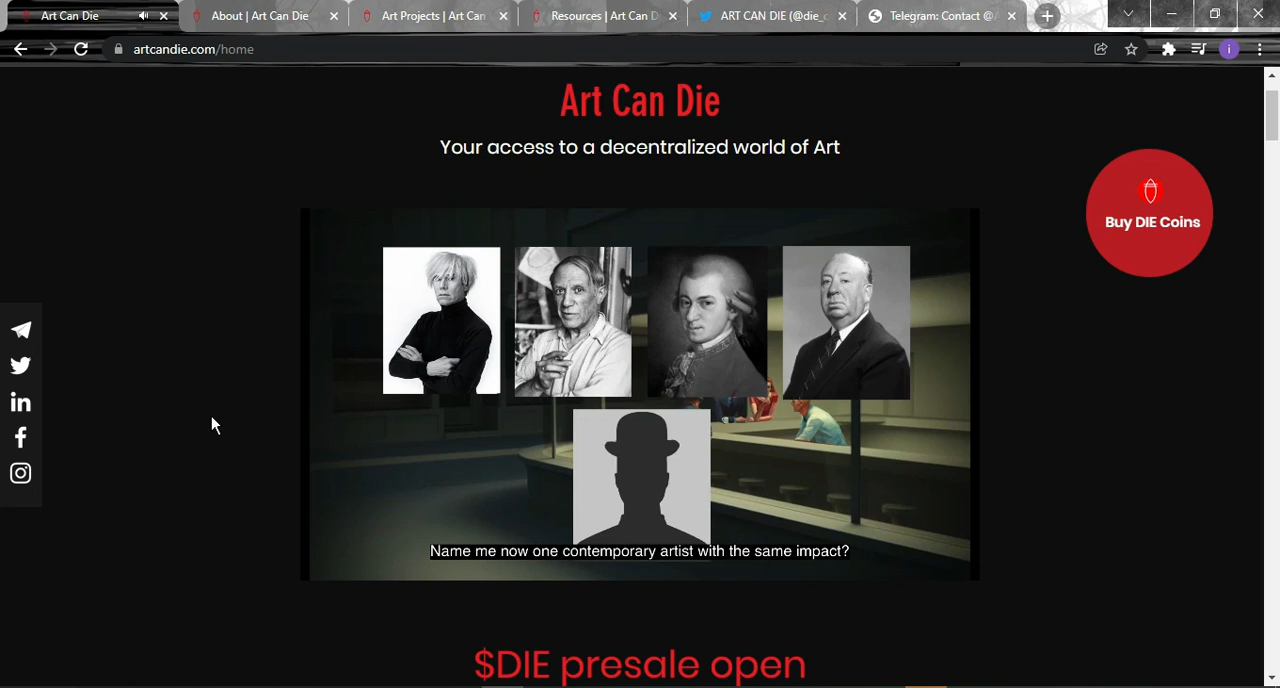 Art Can Die
About | Art Can Die
Art Projects | Art Can
Resources | Art Can D
ART CAN DIE (@die_c
Telegram: Contact @
artcandie.com/home
i
Art Can Die
Your access to a decentralized world of Art
Buy DIE Coins
Name me now one contemporary artist with the same impact?
$DIE presale open